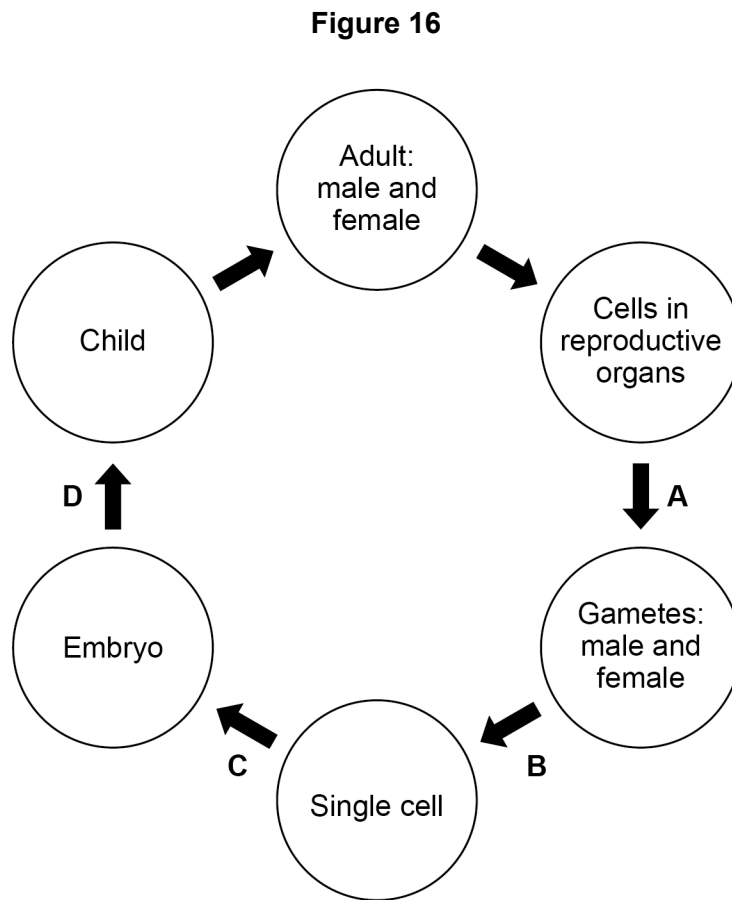 Figure 16
Adult:
male and
female
Cells in
reproductive
organs
A
Gametes:
male and
female
B
Single cell
C
Embryo
D
Child